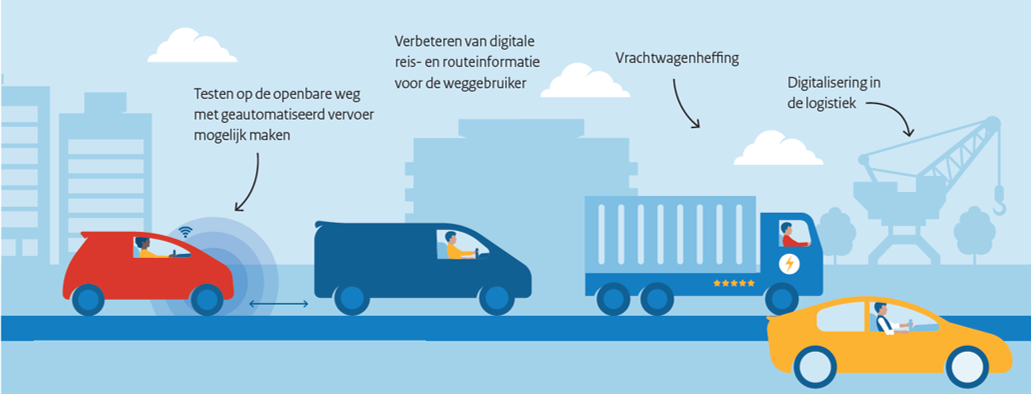 Testen op de openbare weg
met geautomatiseerd vervoer
mogelijk maken
Verbeteren van digitale
reis- en routeinformatie
voor de weggebruiker
Vrachtwagenheffing
Digitalisering in
de logistiek